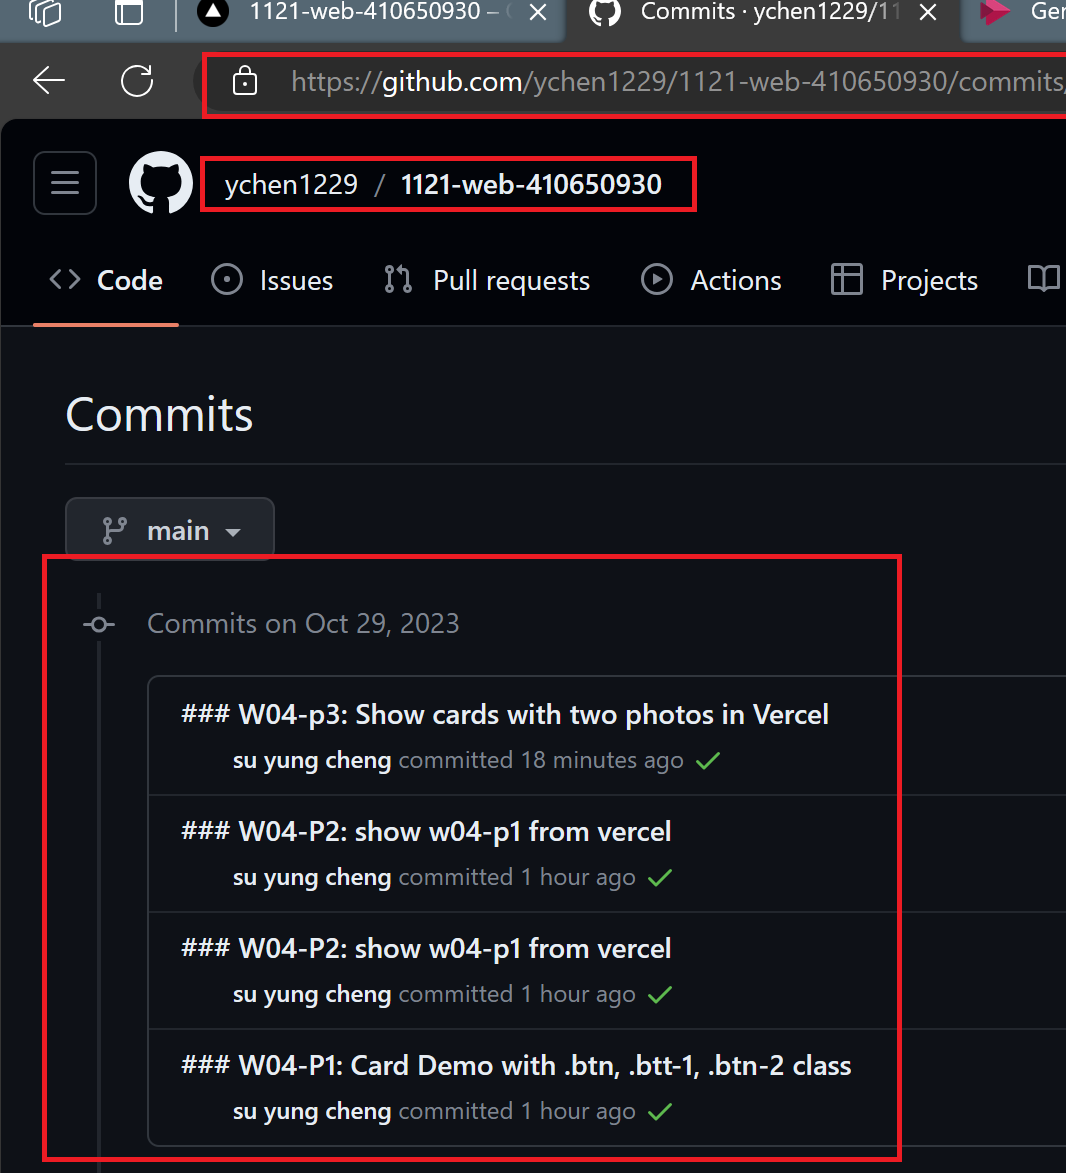 1121-web-410650930 –
Commits · ychen1229/11
https://github.com/ychen1229/1121-web-410650930/commits/
ychen1229 / 1121-web-410650930
Code Issues Pull requests Actions Projects
Commits
main
Commits on Oct 29, 2023
### W04-p3: Show cards with two photos in Vercel
su yung cheng committed 18 minutes ago
### W04-P2: show w04-p1 from vercel
su yung cheng committed 1 hour ago
### W04-P2: show w04-p1 from vercel
su yung cheng committed 1 hour ago
### W04-P1: Card Demo with .btn, .btt-1, .btn-2 class
su yung cheng committed 1 hour ago